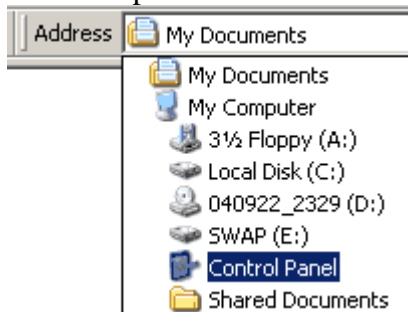 Address My Documents
My Documents
My Computer
3½ Floppy (A:)
Local Disk (C:)
040922_2329 (D:)
SWAP (E:)
Control Panel
Shared Documents